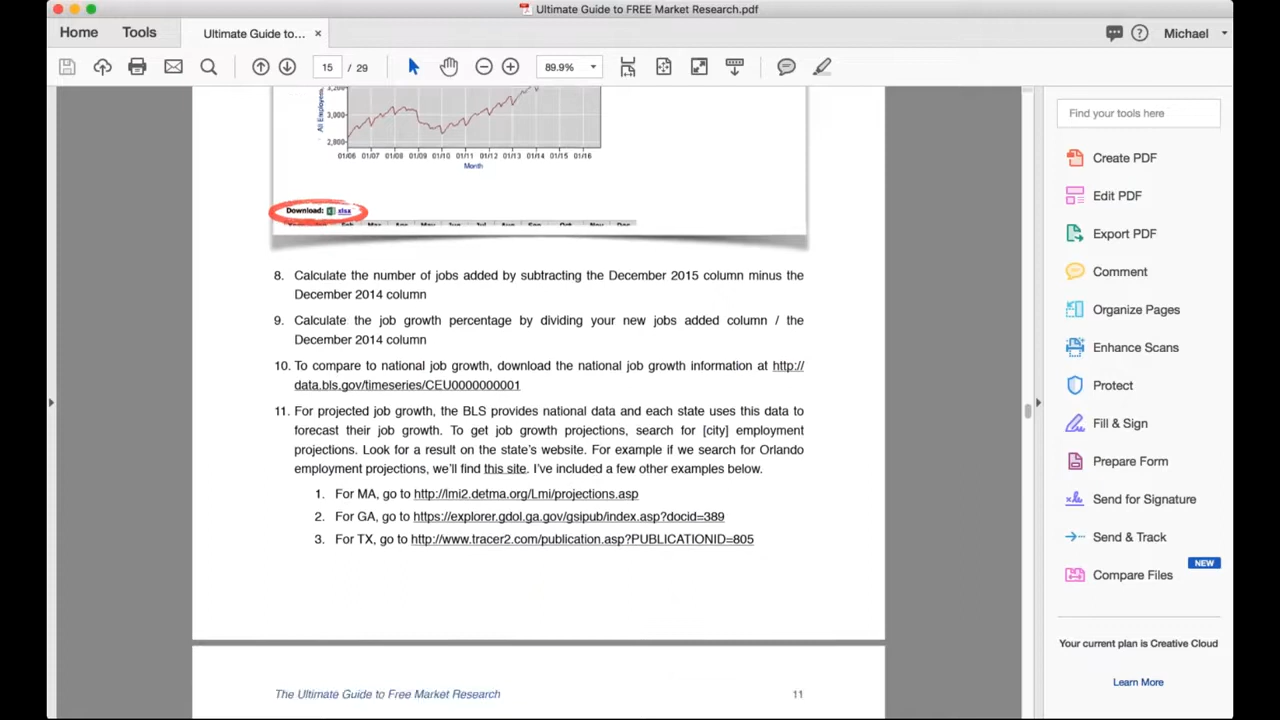 Ultimate Guide to FREE Market Research.pdf
Home Tools Ultimate Guide to... × Michael
15 / 29 89.9%
All Employees,
3,200
3,000
2,800
01/06 01/07 01/08 01/09 01/10 01/11 01/12 01/13 01/14 01/15 01/16
Month
Download: xlsx
8. Calculate the number of jobs added by subtracting the December 2015 column minus the
December 2014 column
9. Calculate the job growth percentage by dividing your new jobs added column / the
December 2014 column
10. To compare to national job growth, download the national job growth information at http://
data.bls.gov/timeseries/CEU0000000001
11. For projected job growth, the BLS provides national data and each state uses this data to
forecast their job growth. To get job growth projections, search for [city] employment
projections. Look for a result on the state’s website. For example if we search for Orlando
employment projections, we’ll find this site. I’ve included a few other examples below.
1. For MA, go to http://lmi2.detma.org/Lmi/projections.asp
2. For GA, go to https://explorer.gdol.ga.gov/gsipub/index.asp?docid=389
3. For TX, go to http://www.tracer2.com/publication.asp?PUBLICATIONID=805
The Ultimate Guide to Free Market Research 11
Find your tools here
Create PDF
Edit PDF
Export PDF
Comment
Organize Pages
Enhance Scans
Protect
Fill & Sign
Prepare Form
Send for Signature
Send & Track
NEW
Compare Files
Your current plan is Creative Cloud
Learn More